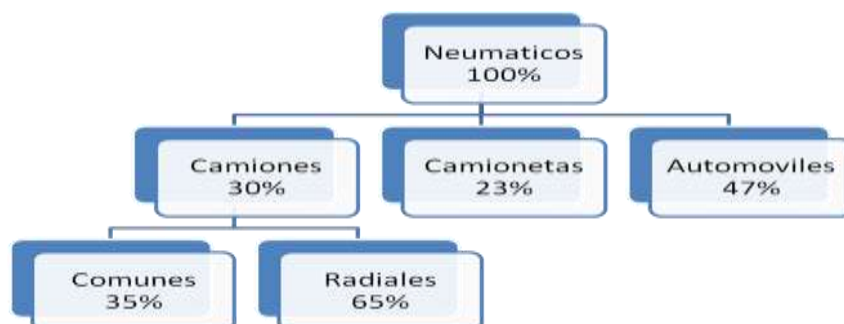 Neumaticos
100%
Camiones
30%
Camionetas
23%
Automoviles
47%
Comunes
35%
Radiales
65%